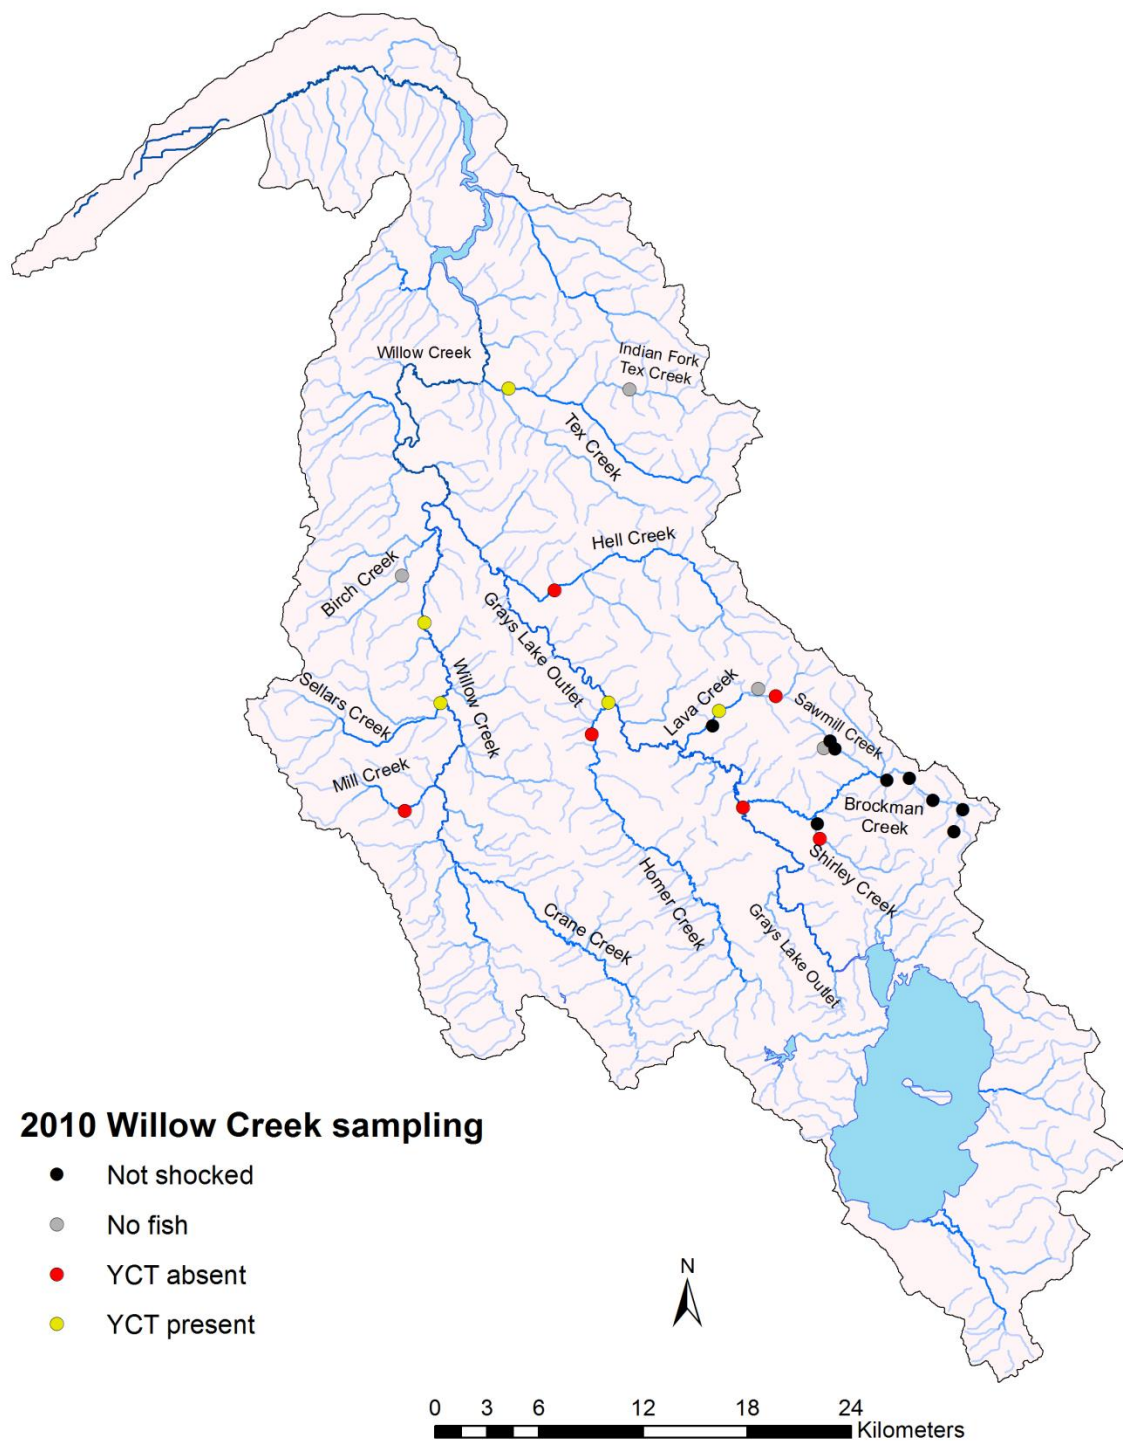 Willow Creek
Indian Fork
Tex Creek
Tex Creek
Hell Creek
Birch Creek
Grays Lake Outlet
Willow Creek
Sellars Creek
Lava Creek
Sawmill Creek
Mill Creek
Brockman
Creek
Shirley Creek
Homer Creek
Crane Creek
Grays Lake Outlet
2010 Willow Creek sampling
Not shocked
No fish
YCT absent
YCT present
N
0 3 6 12 18 24
Kilometers